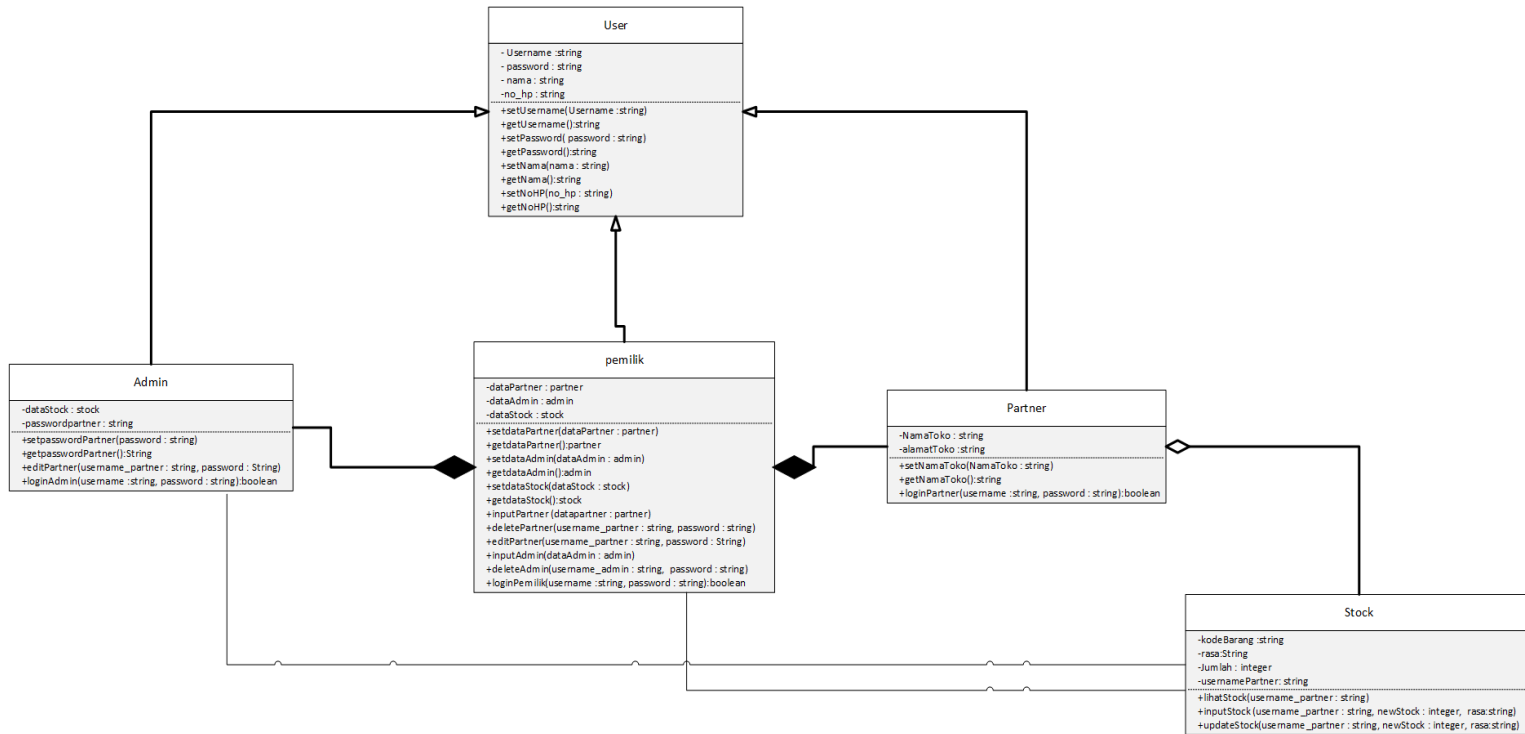 User
- Username :string
- password : string
- nama : string
-no_hp : string
+setUsername(Username :string)
+getUsername():string
+setPassword( password : string)
+getPassword():string
+setNama(nama : string)
+getNama():string
+setNoHP(no_hp : string)
+getNoHP():string
Admin
-dataStock : stock
-passwordpartner : string
+setpasswordPartner(password : string)
+getpasswordPartner():String
+editPartner(username_partner : string, password : String)
+loginAdmin(username :string, password : string):boolean
pemilik
-dataPartner : partner
-dataAdmin : admin
-dataStock : stock
+setdataPartner(dataPartner : partner)
+getdataPartner():partner
+setdataAdmin(dataAdmin : admin)
+getdataAdmin():admin
+setdataStock(dataStock : stock)
+getdataStock():stock
+inputPartner (datapartner : partner)
+deletePartner(username_partner : string, password : string)
+editPartner(username_partner : string, password : String)
+inputAdmin(dataAdmin : admin)
+deleteAdmin(username_admin : string, password : string)
+loginPemilik(username :string, password : string):boolean
Partner
-NamaToko : string
-alamatToko :string
+setNamaToko(NamaToko : string)
+getNamaToko():string
+loginPartner(username :string, password : string):boolean
Stock
-kodeBarang :string
-rasa:String
-Jumlah : integer
-usernamePartner: string
+lihatStock(username_partner : string)
+inputStock (username_partner : string, newStock : integer, rasa:string)
+updateStock(username_partner : string, newStock : integer, rasa:string)